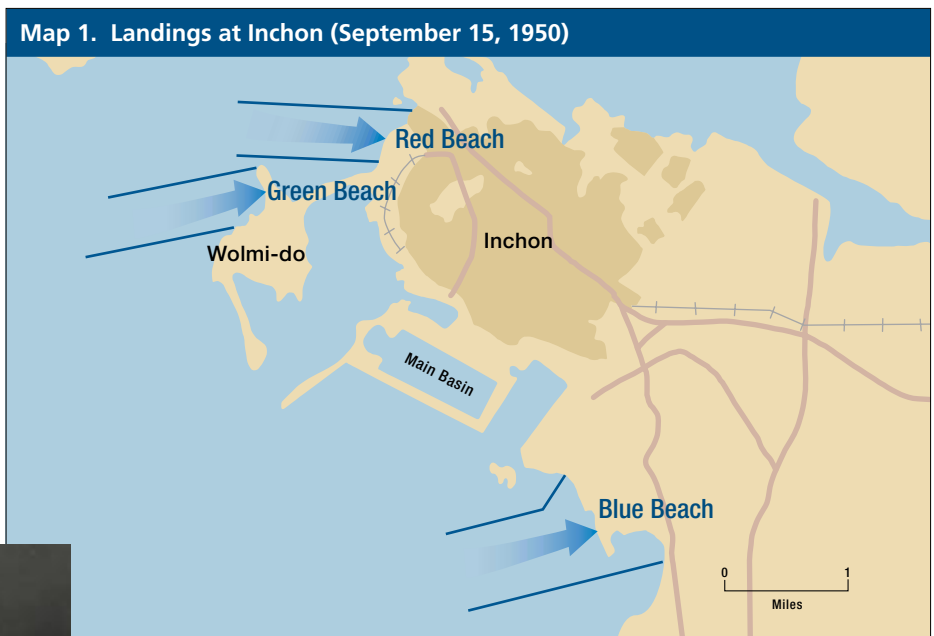 Map 1. Landings at Inchon (September 15, 1950)
Red Beach
Green Beach
Inchon
Wolmi-do
Main Basin
Blue Beach
0 1
Miles